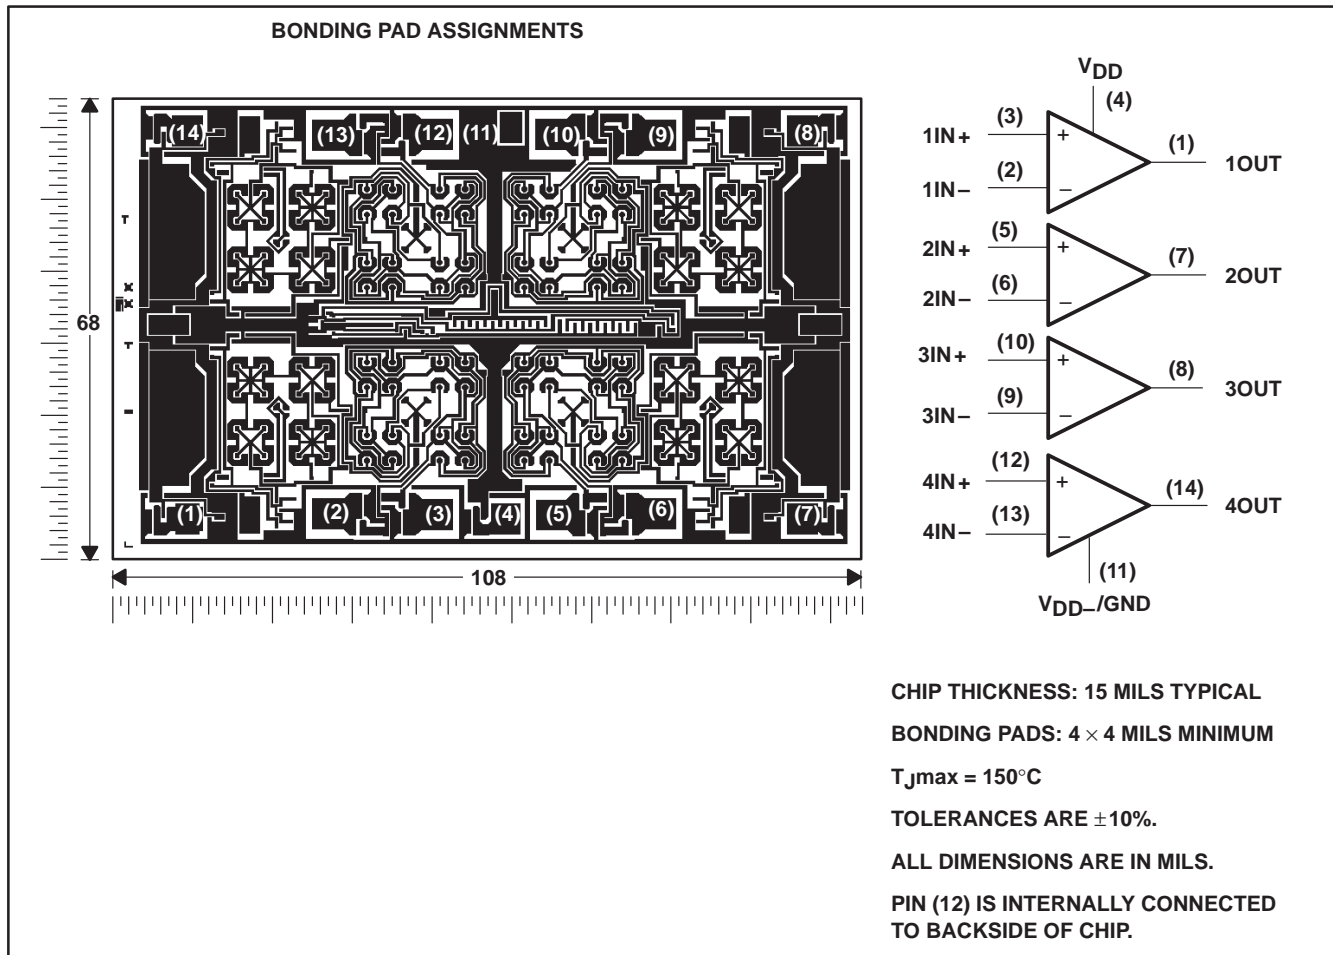 BONDING PAD ASSIGNMENTS
(14) (13) (12) (11) (10) (9) (8)
68
(1) (2) (3) (4) (5) (6) (7)
108
VDD
(4)
1IN+ (3) + (1) 1OUT
1IN− (2) −
2IN+ (5) + (7) 2OUT
2IN− (6) −
3IN+ (10) + (8) 3OUT
3IN− (9) −
4IN+ (12) + (14) 4OUT
4IN− (13) −
(11)
VDD−/GND
CHIP THICKNESS: 15 MILS TYPICAL
BONDING PADS: 4 × 4 MILS MINIMUM
TJmax = 150°C
TOLERANCES ARE ±10%.
ALL DIMENSIONS ARE IN MILS.
PIN (12) IS INTERNALLY CONNECTED
TO BACKSIDE OF CHIP.